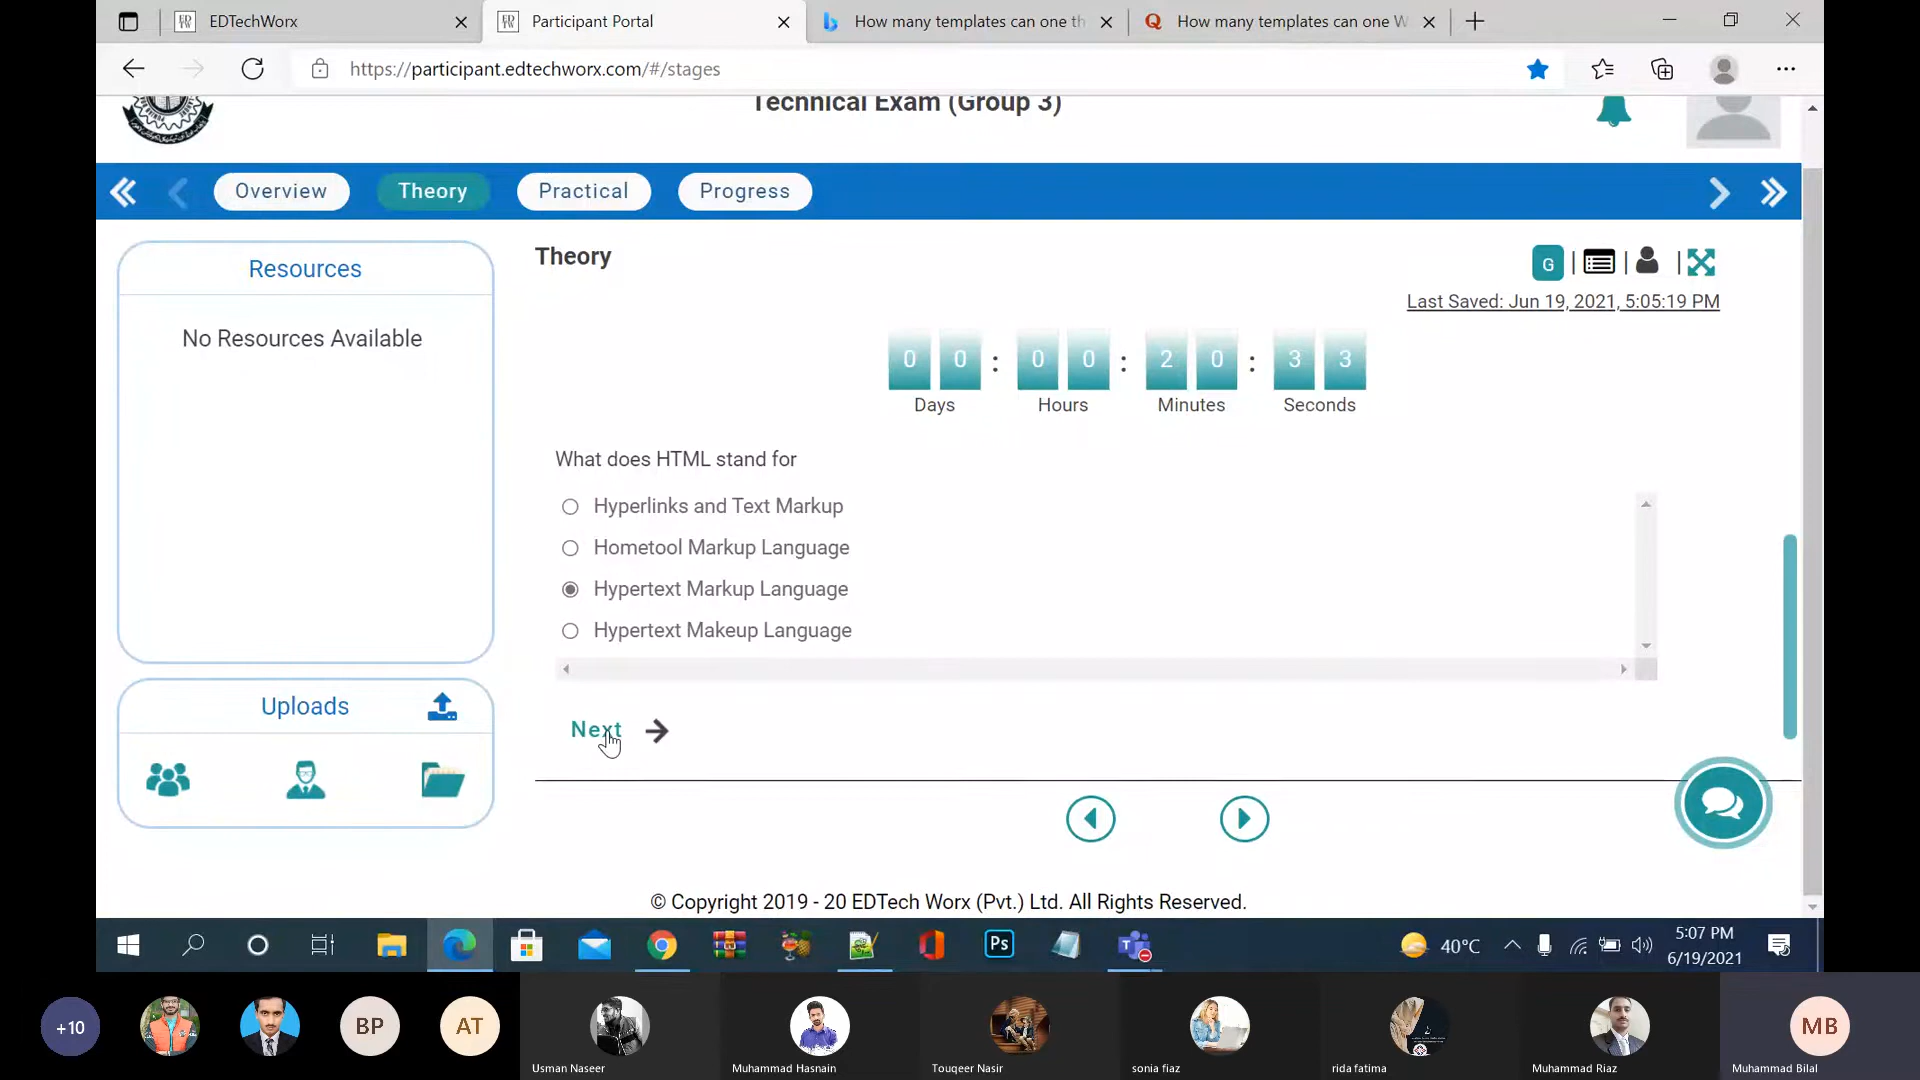 EDTechWorx
Participant Portal
How many templates can one th
How many templates can one W
https://participant.edtechworx.com/#/stages
Technical Exam (Group 3)
Overview
Theory
Practical
Progress
Resources
No Resources Available
Uploads
Theory
G
Last Saved: Jun 19, 2021, 5:05:19 PM
0 0 : 0 0 : 2 0 : 3 3
Days Hours Minutes Seconds
What does HTML stand for
Hyperlinks and Text Markup
Hometool Markup Language
Hypertext Markup Language
Hypertext Makeup Language
Next
© Copyright 2019 - 20 EDTech Worx (Pvt.) Ltd. All Rights Reserved.
Ps
40°C
5:07 PM
6/19/2021
+10
BP
AT
MB
Usman Naseer
Muhammad Hasnain
Touqeer Nasir
sonia fiaz
rida fatima
Muhammad Riaz
Muhammad Bilal